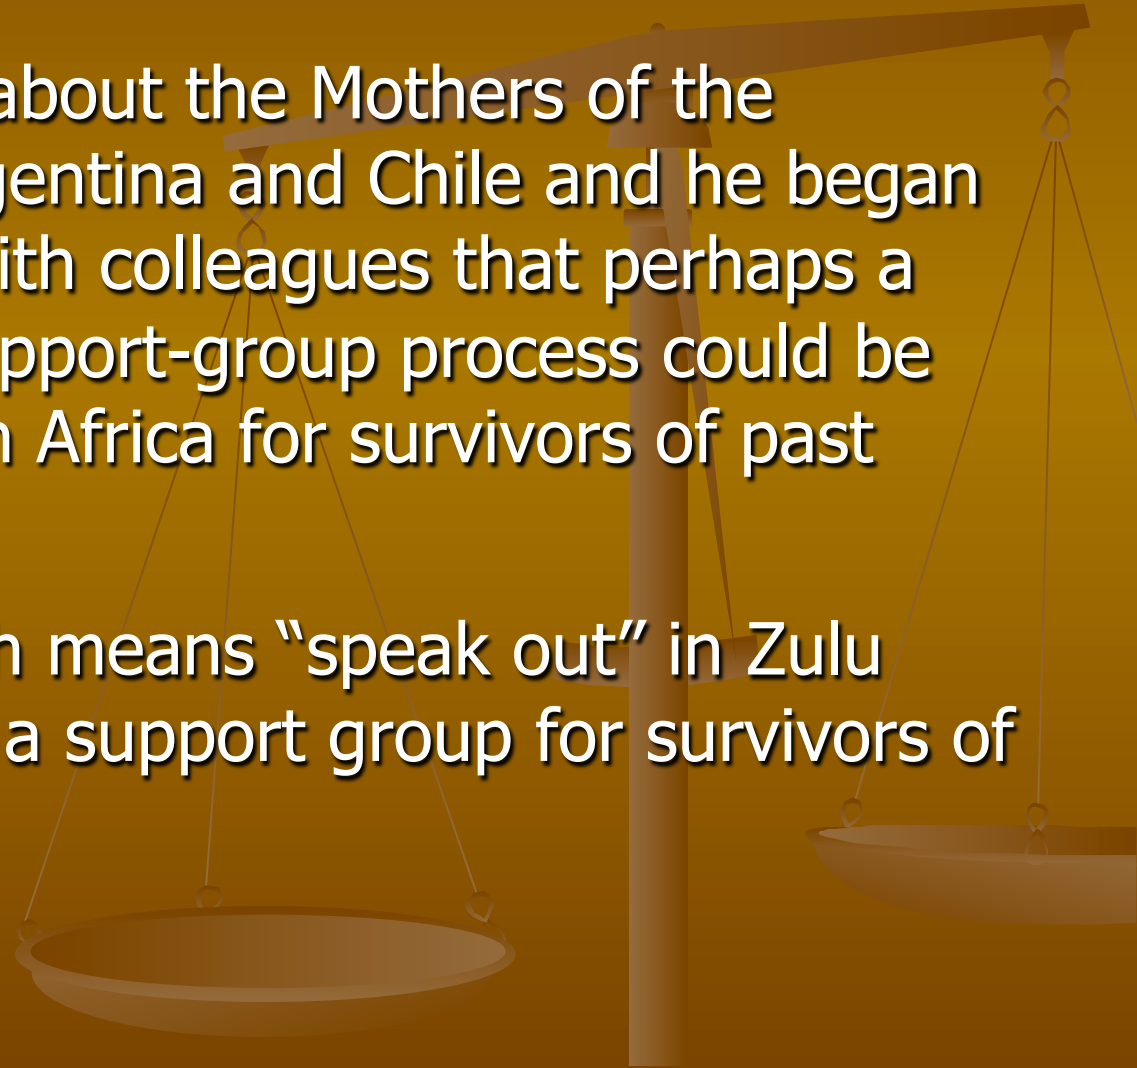 about the Mothers of the
gentina and Chile and he began
ith colleagues that perhaps a
pport-group process could be
n Africa for survivors of past
h means “speak out” in Zulu
a support group for survivors of